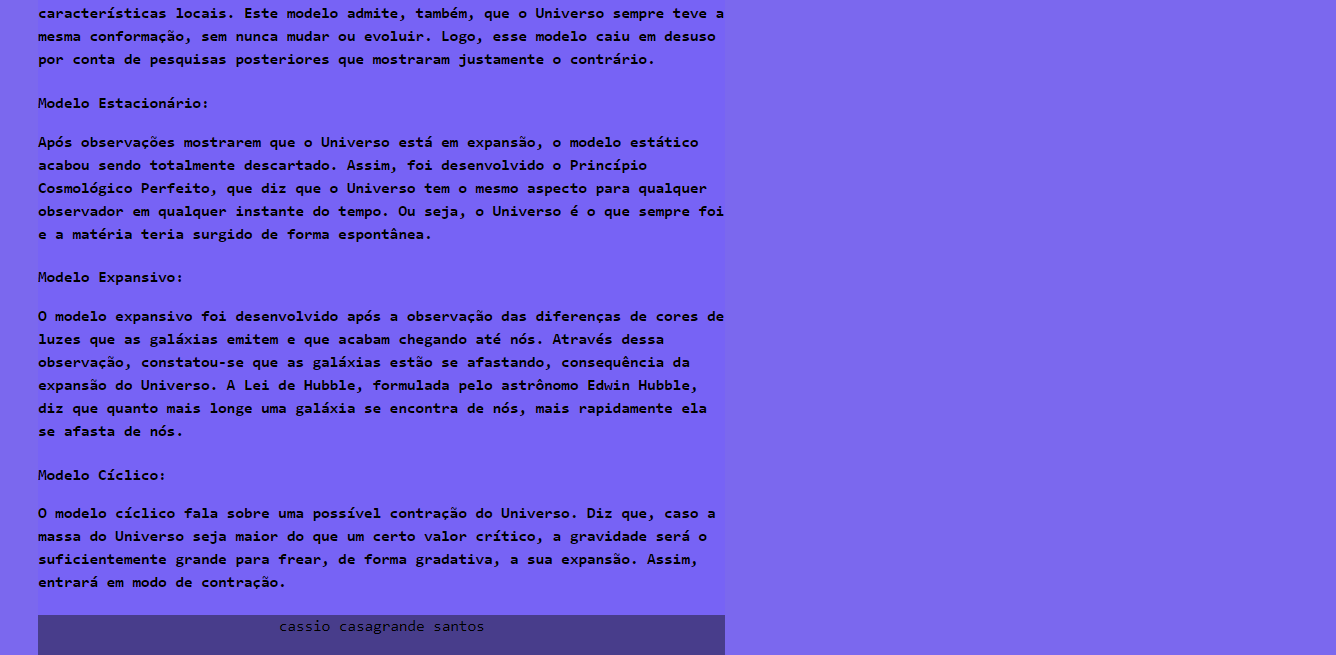 características locais. Este modelo admite, também, que o Universo sempre teve a
mesma conformação, sem nunca mudar ou evoluir. Logo, esse modelo caiu em desuso
por conta de pesquisas posteriores que mostraram justamente o contrário.
Modelo Estacionário:
Após observações mostrarem que o Universo está em expansão, o modelo estático
acabou sendo totalmente descartado. Assim, foi desenvolvido o Princípio
Cosmológico Perfeito, que diz que o Universo tem o mesmo aspecto para qualquer
observador em qualquer instante do tempo. Ou seja, o Universo é o que sempre foi
e a matéria teria surgido de forma espontânea.
Modelo Expansivo:
O modelo expansivo foi desenvolvido após a observação das diferenças de cores de
luzes que as galáxias emitem e que acabam chegando até nós. Através dessa
observação, constatou-se que as galáxias estão se afastando, consequência da
expansão do Universo. A Lei de Hubble, formulada pelo astrônomo Edwin Hubble,
diz que quanto mais longe uma galáxia se encontra de nós, mais rapidamente ela
se afasta de nós.
Modelo Cíclico:
O modelo cíclico fala sobre uma possível contração do Universo. Diz que, caso a
massa do Universo seja maior do que um certo valor crítico, a gravidade será o
suficientemente grande para frear, de forma gradativa, a sua expansão. Assim,
entrará em modo de contração.
cassio casagrande santos